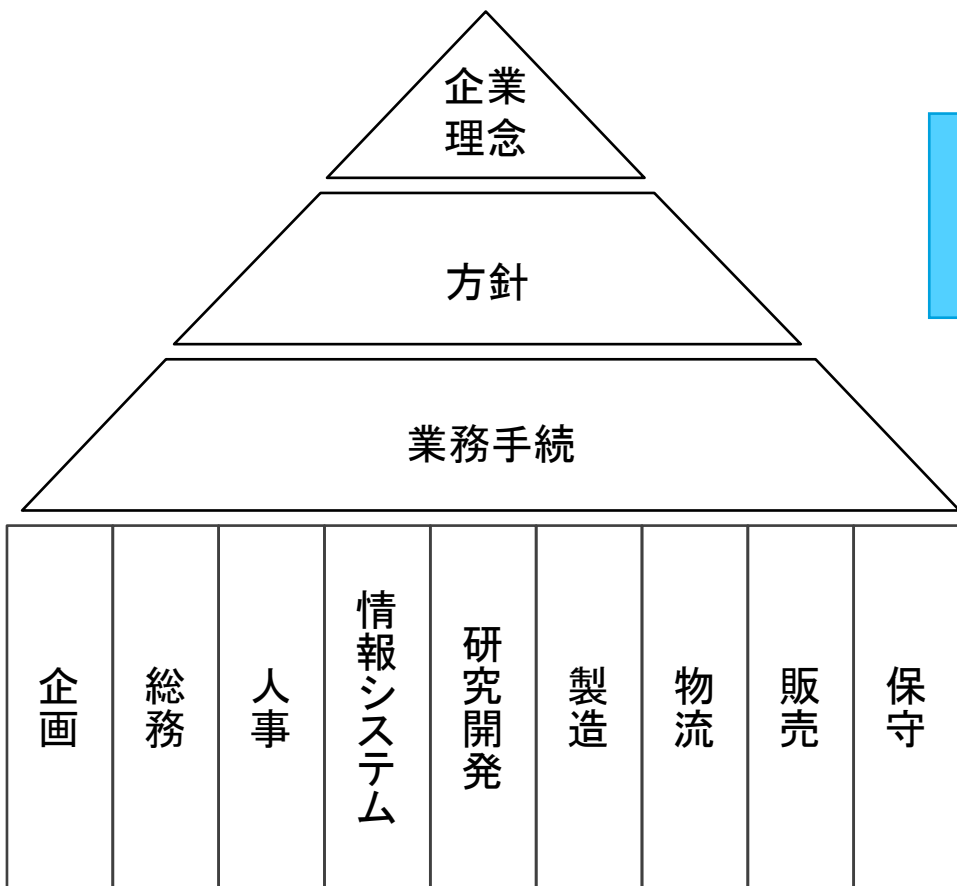 企業
理念
方針
業務手続
企画
総務
人事
情報システム
研究開発
製造
物流
販売
保守